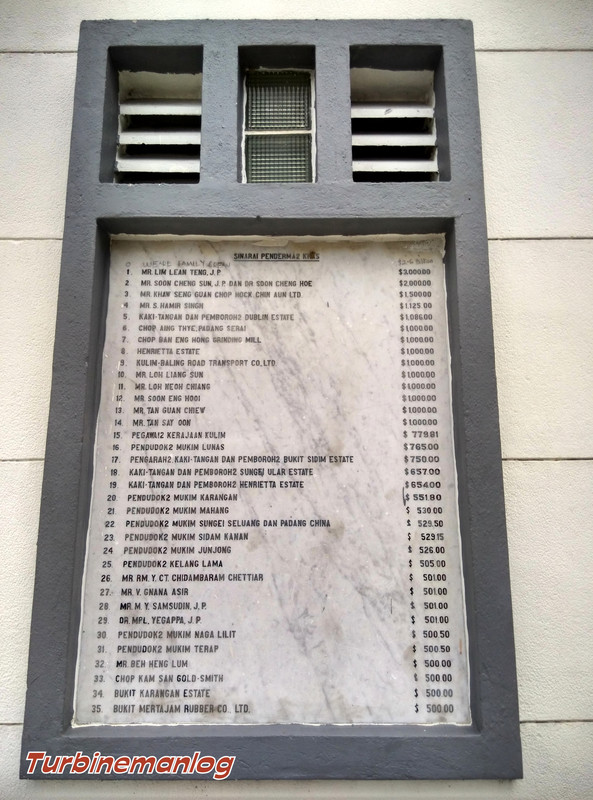 SINARAI PENDERMA2 KHAS
1. MR. LIM LEAN TENG, J.P. $3,000.00
2. MR. SOON CHENG SUN, J.P. DAN DR SOON CHENG HOE $2,000.00
3. MR. KHAW SENG GUAN CHOP HOCK CHIN AUN LTD. $1,500.00
4. MR. S. HAMIR SINGH $1,125.00
5. KAKI-TANGAN DAN PEMBOROH2 DUBLIN ESTATE $1,086.00
6. CHOP AING THYE, PADANG SERAI $1,000.00
7. CHOP BAN ENG HONG GRINDING MILL $1,000.00
8. HENRIETTA ESTATE $1,000.00
9. KULIM-BALING ROAD TRANSPORT CO, LTD $1,000.00
10. MR. LOH LIANG SUN $1,000.00
11. MR. LOH NEOH CHIANG $1,000.00
12. MR. SOON ENG HOOI $1,000.00
13. MR. TAN GUAN CHEW $1,000.00
14. MR. TAN SAY OON $1,000.00
15. PEGAWAI2 KERAJAAN KULIM $ 779.81
16. PENDUDOK2 MUKIM LUNAS $ 765.00
17. PENGARAH2 KAKI-TANGAN DAN PEMBOROH2 BUKIT SIDIM ESTATE $ 750.00
18. KAKI-TANGAN DAN PEMBOROH2 SUNGEI ULAR ESTATE $ 657.00
19. KAKI-TANGAN DAN PEMBOROH2 HENRIETTA ESTATE $ 654.00
20. PENDUDOK2 MUKIM KARANGAN $ 551.80
21. PENDUDOK2 MUKIM MAHANG $ 530.00
22. PENDUDOK2 MUKIM SUNGEI SELUANG DAN PADANG CHINA $ 529.50
23. PENDUDOK2 MUKIM SIDAM KANAN $ 529.15
24. PENDUDOK2 MUKIM JUNJONG $ 526.00
25. PENDUDOK2 KELANG LAMA $ 505.00
26. MR RM. Y. CT. CHIDAMBARAM CHETTIAR $ 501.00
27. MR. V. GNANA ASIR $ 501.00
28. MR. M. Y. SAMSUDIN, J.P. $ 501.00
29. DR. MPL. YEGAPPA, J.P. $ 501.00
30. PENDUDOK2 MUKIM NAGA LILIT $ 500.50
31. PENDUDOK2 MUKIM TERAP $ 500.50
32. MR. BEH HENG LUM $ 500.00
33. CHOP KAM SAN GOLD-SMITH $ 500.00
34. BUKIT KARANGAN ESTATE $ 500.00
35. BUKIT MERTAJAM RUBBER CO. LTD. $ 500.00
Turbinemanlog